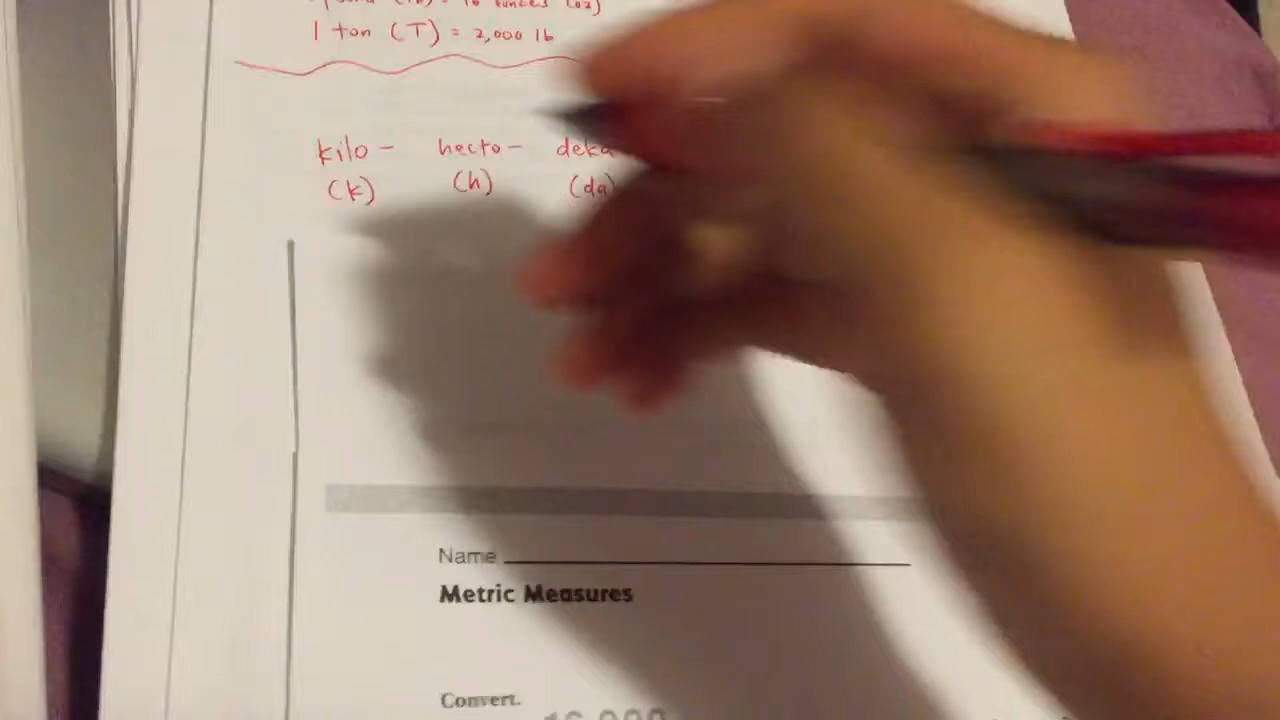 1 ton (T) = 2,000 lb
kilo- hecto- deka
(k) (h) (da)
Name
Metric Measures
Convert.